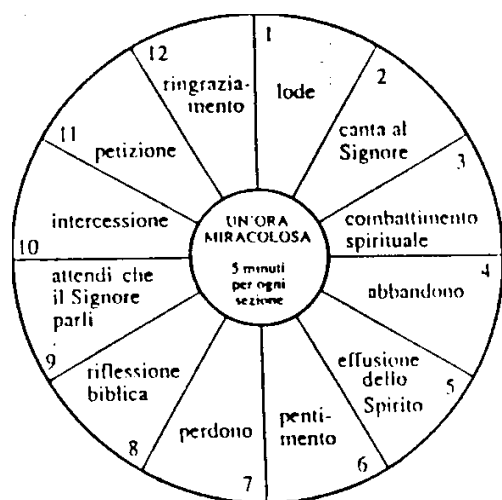 UN'ORA
MIRACOLOSA
5 minuti
per ogni
sezione
1
lode
2
canta al
Signore
3
combattimento
spirituale
4
abbandono
5
effusione
dello
Spirito
6
penti-
mento
7
perdono
8
riflessione
biblica
9
attendi che
il Signore
parli
10
intercessione
11
petizione
12
ringrazia-
mento